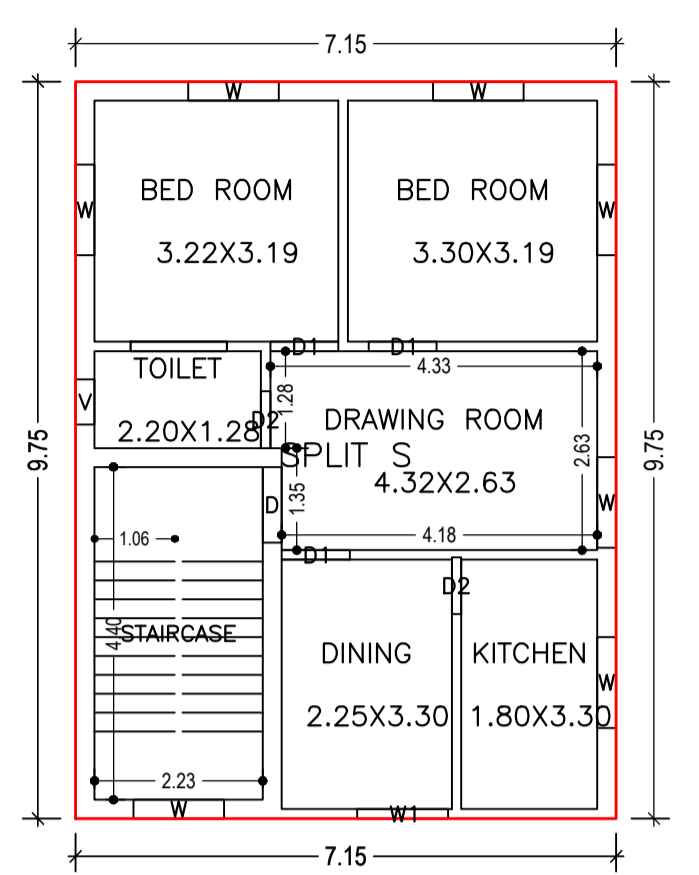 7.15
W
W
BED ROOM
BED ROOM
W
W
3.22X3.19
3.30X3.19
D1
D1
TOILET
4.33
V
1.28
2.20X1.28
D2
DRAWING ROOM
SPLIT S
2.63
9.75
9.75
4.32X2.63
1.35
D
W
1.06
4.18
D1
D2
4.40
STAIRCASE
DINING
KITCHEN
W
2.25X3.30
1.80X3.30
2.23
W
W1
7.15